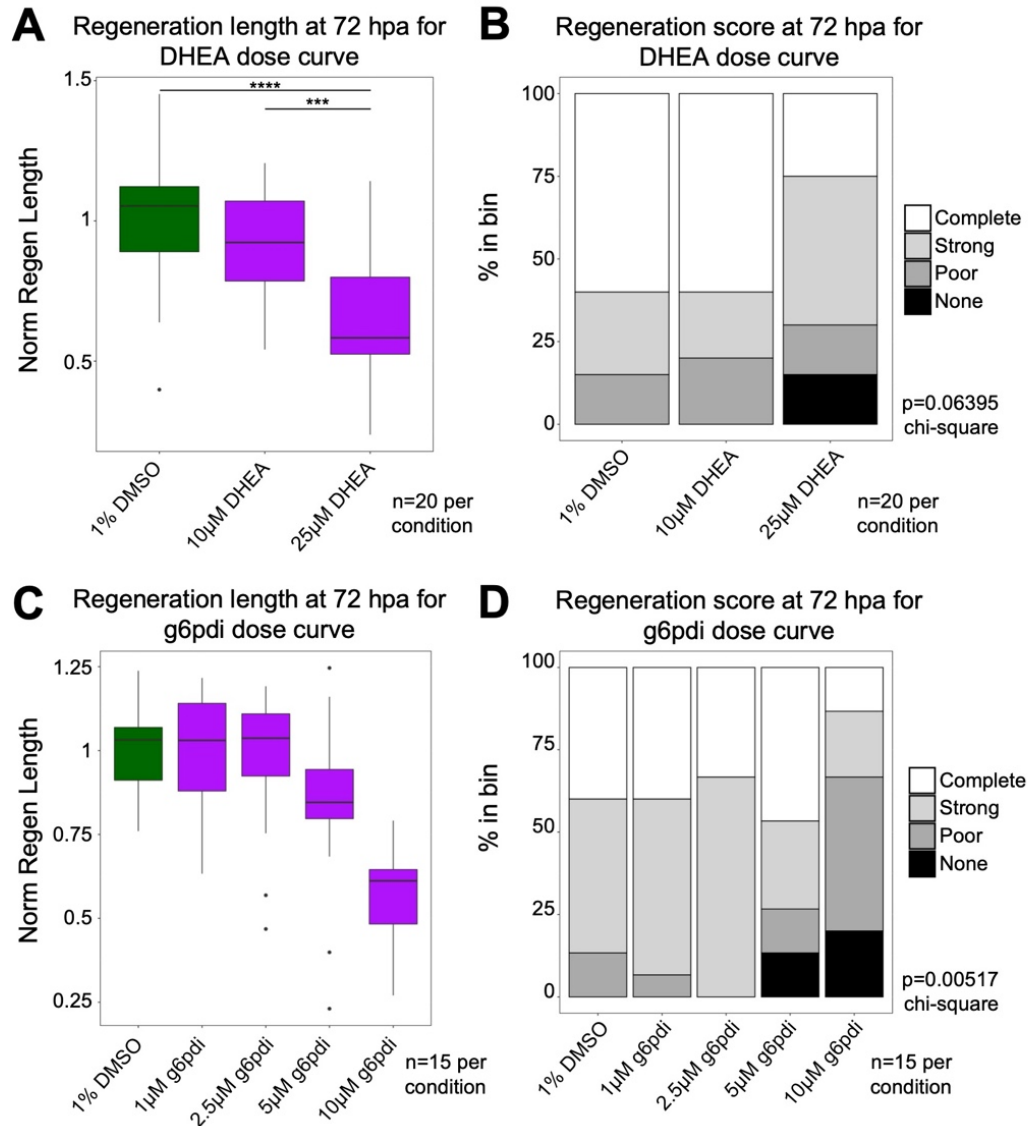 A
Regeneration length at 72 hpa for
DHEA dose curve
Norm Regen Length
1.5
1
0.5
****
***
1% DMSO
10µM DHEA
25µM DHEA
n=20 per
condition
B
Regeneration score at 72 hpa for
DHEA dose curve
% in bin
100
75
50
25
0
Complete
Strong
Poor
None
p=0.06395
chi-square
1% DMSO
10µM DHEA
25µM DHEA
n=20 per
condition
C
Regeneration length at 72 hpa for
g6pdi dose curve
Norm Regen Length
1.25
1
0.75
0.5
0.25
1% DMSO
1µM g6pdi
2.5µM g6pdi
5µM g6pdi
10µM g6pdi
n=15 per
condition
D
Regeneration score at 72 hpa for
g6pdi dose curve
% in bin
100
75
50
25
0
Complete
Strong
Poor
None
p=0.00517
chi-square
1% DMSO
1µM g6pdi
2.5µM g6pdi
5µM g6pdi
10µM g6pdi
n=15 per
condition